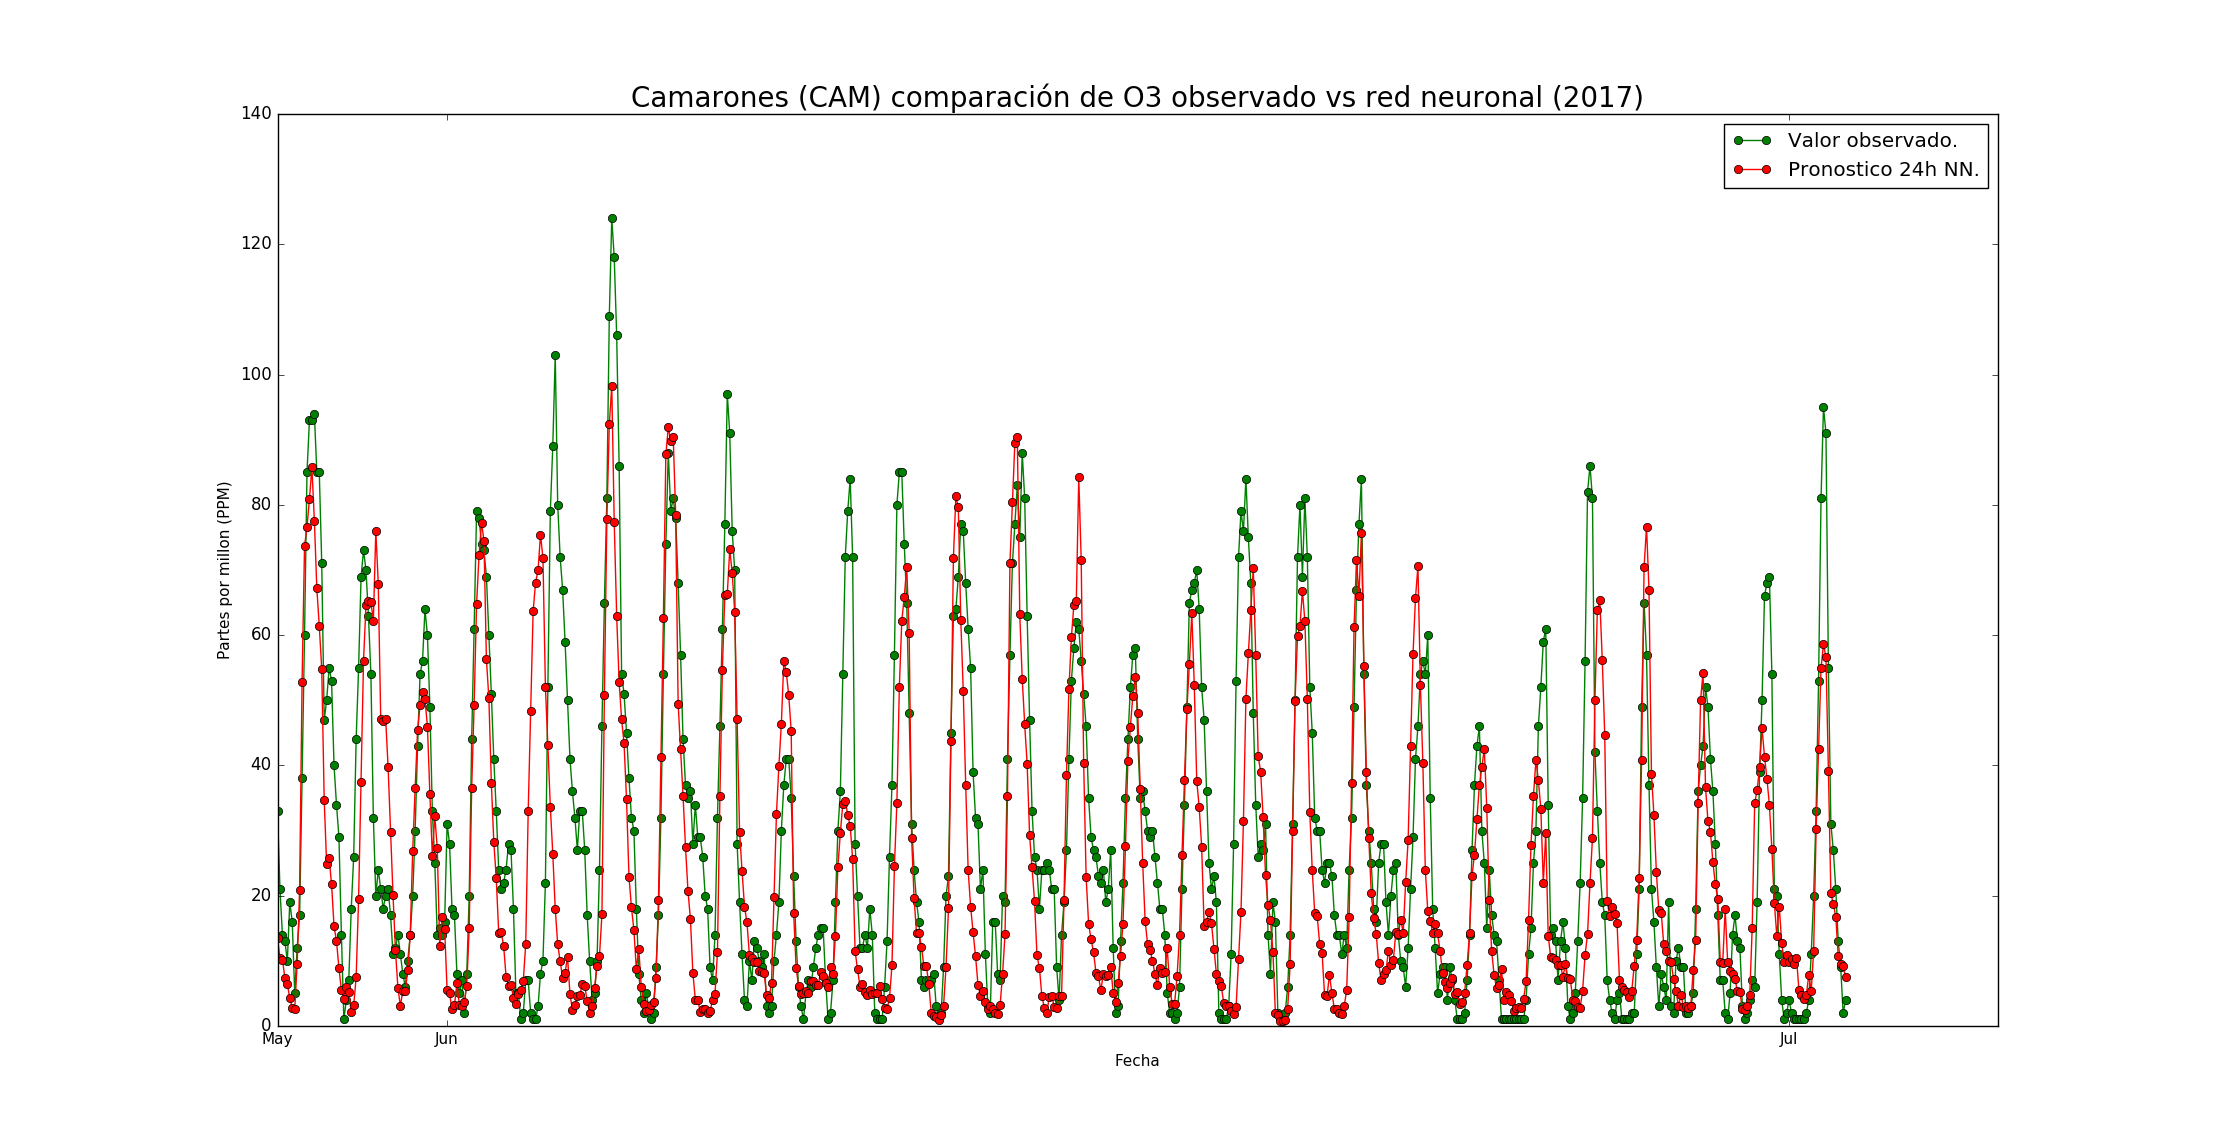 Camarones (CAM) comparación de O3 observado vs red neuronal (2017)
140
120
100
80
60
40
20
0
Partes por millon (PPM)
Valor observado.
Pronostico 24h NN.
May
Jun
Jul
Fecha